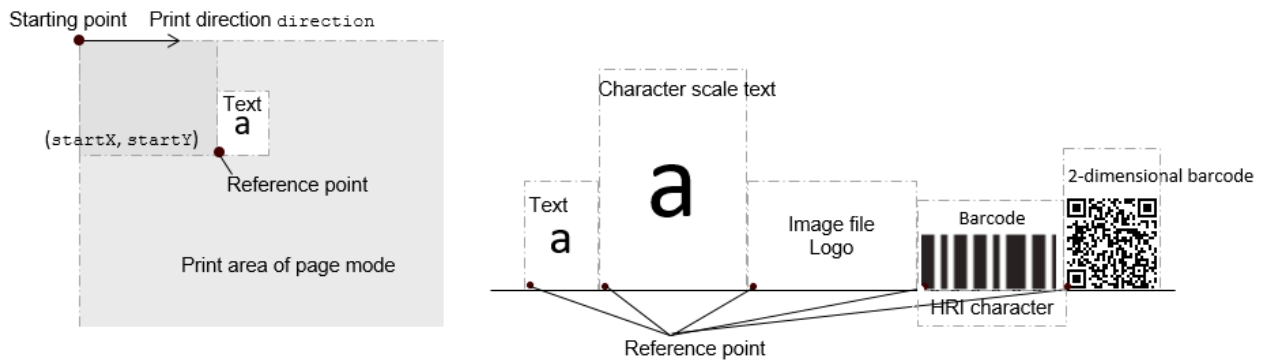 Starting point
Print direction direction
Text
a
(startX, startY)
Reference point
Print area of page mode
Character scale text
a
Text
a
Image file
Logo
Barcode
HRI character
2-dimensional barcode
Reference point